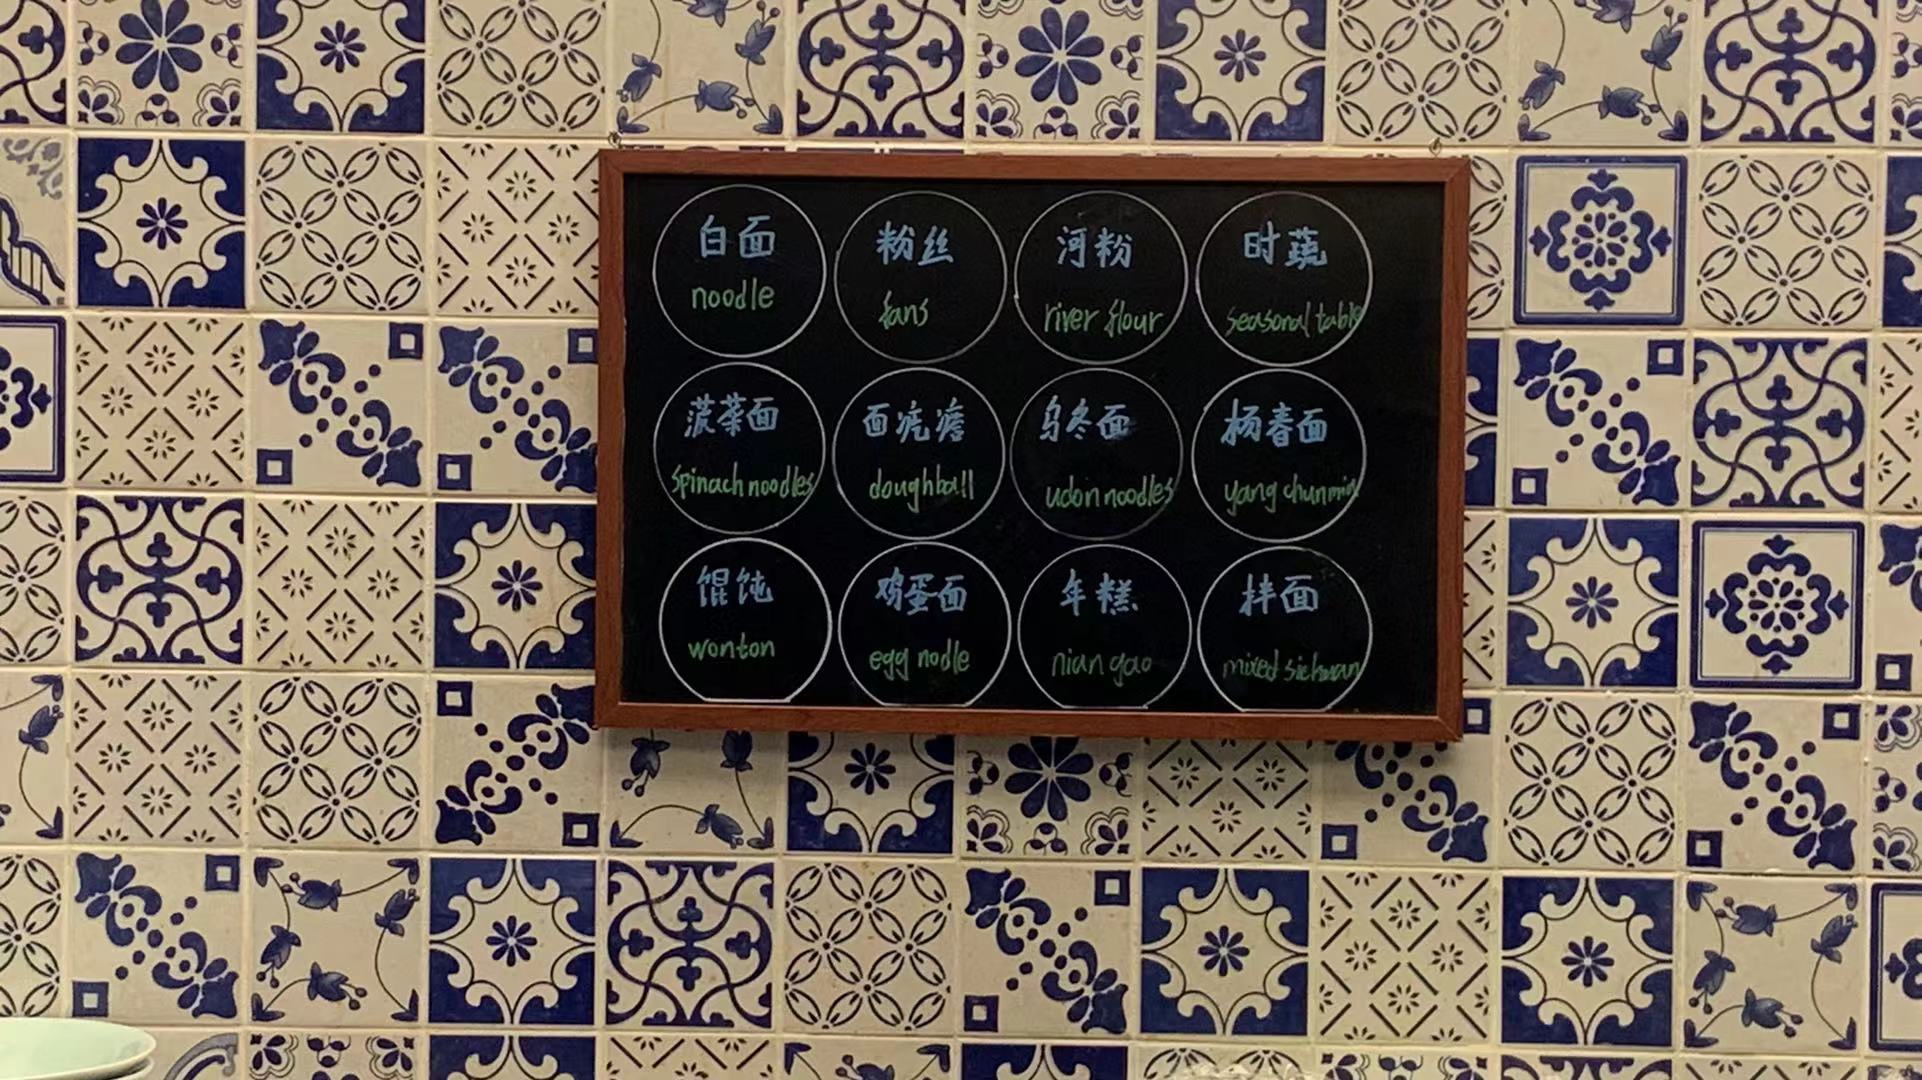 白面
noodle
粉丝
fans
河粉
river flour
时蔬
seasonal table
菠菜面
spinach noodles
面疙瘩
doughball
乌冬面
udon noodles
杨春面
yang chun
馄饨
wonton
鸡蛋面
egg nodle
年糕
nian gao
拌面
mixed